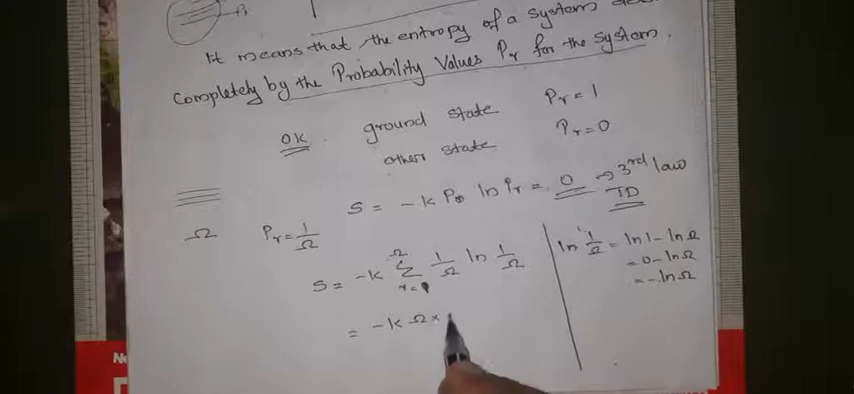 It means that the entropy of a system
Completely by the Probability Values Pr for the system.
0K ground state Pr = 1
other state Pr = 0
S = -k Pr ln Pr = 0 → 3rd law
TD
Ω Pr = 1/Ω
S = -k Σ 1/Ω ln 1/Ω
ln 1/Ω = ln 1 - ln Ω
= 0 - ln Ω
= - ln Ω
= -k Ω ×